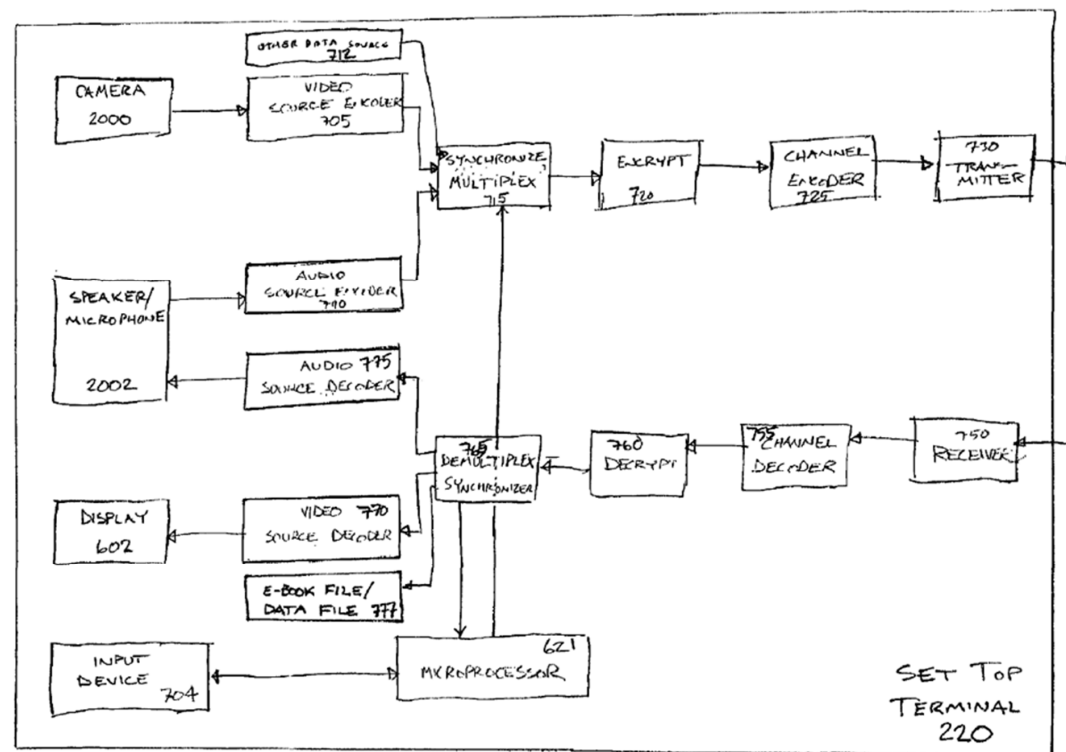 OTHER DATA SOURCE
712
CAMERA
2000
VIDEO
SOURCE ENCODER
705
SYNCHRONIZE
MULTIPLEX
715
ENCRYPT
720
CHANNEL
ENCODER
725
730
TRANS-
MITTER
SPEAKER/
MICROPHONE
2002
AUDIO
SOURCE
AUDIO 775
SOURCE DECODER
765
DEMULTIPLEX
SYNCHRONIZER
760
DECRYPT
755
CHANNEL
DECODER
750
RECEIVER
DISPLAY
602
VIDEO 770
SOURCE DECODER
E-BOOK FILE/
DATA FILE 777
INPUT
DEVICE
704
621
MICROPROCESSOR
SET TOP
TERMINAL
220